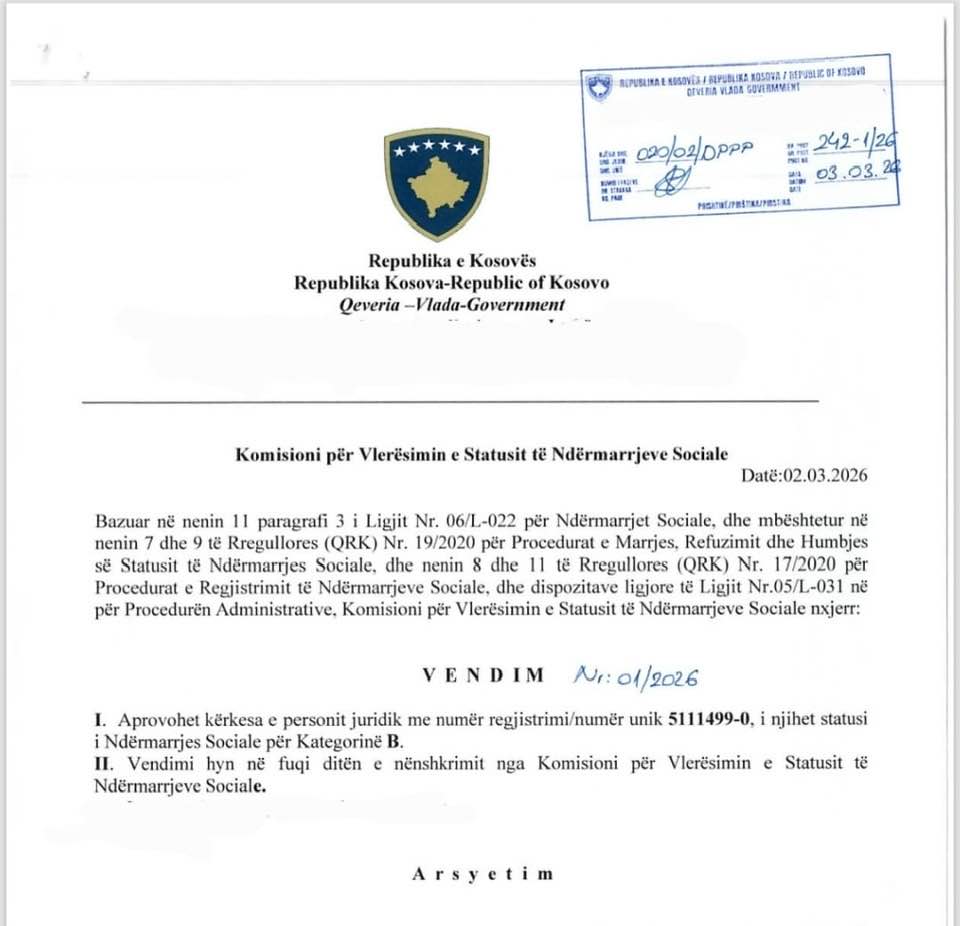 REPUBLIKA E KOSOVËS / REPUBLIKA KOSOVA / REPUBLIC OF KOSOVO
QEVERIA VLADA GOVERNMMENT
020/02/DPPP
242-1/26
03.03.26
PRISHTINË/PRIŠTINA/PRISTINA
Republika e Kosovës
Republika Kosova-Republic of Kosovo
Qeveria –Vlada-Government
Komisioni për Vlerësimin e Statusit të Ndërmarrjeve Sociale
Datë:02.03.2026
Bazuar në nenin 11 paragrafi 3 i Ligjit Nr. 06/L-022 për Ndërmarrjet Sociale, dhe mbështetur në
nenin 7 dhe 9 të Rregullores (QRK) Nr. 19/2020 për Procedurat e Marrjes, Refuzimit dhe Humbjes
së Statusit të Ndërmarrjes Sociale, dhe nenin 8 dhe 11 të Rregullores (QRK) Nr. 17/2020 për
Procedurat e Regjistrimit të Ndërmarrjeve Sociale, dhe dispozitave ligjore të Ligjit Nr.05/L-031 në
për Procedurën Administrative, Komisioni për Vlerësimin e Statusit të Ndërmarrjeve Sociale nxjerr:
V E N D I M Nr: 01/2026
I. Aprovohet kërkesa e personit juridik me numër regjistrimi/numër unik 5111499-0, i njihet statusi
i Ndërmarrjes Sociale për Kategorinë B.
II. Vendimi hyn në fuqi ditën e nënshkrimit nga Komisioni për Vlerësimin e Statusit të
Ndërmarrjeve Sociale.
A r s y e t i m